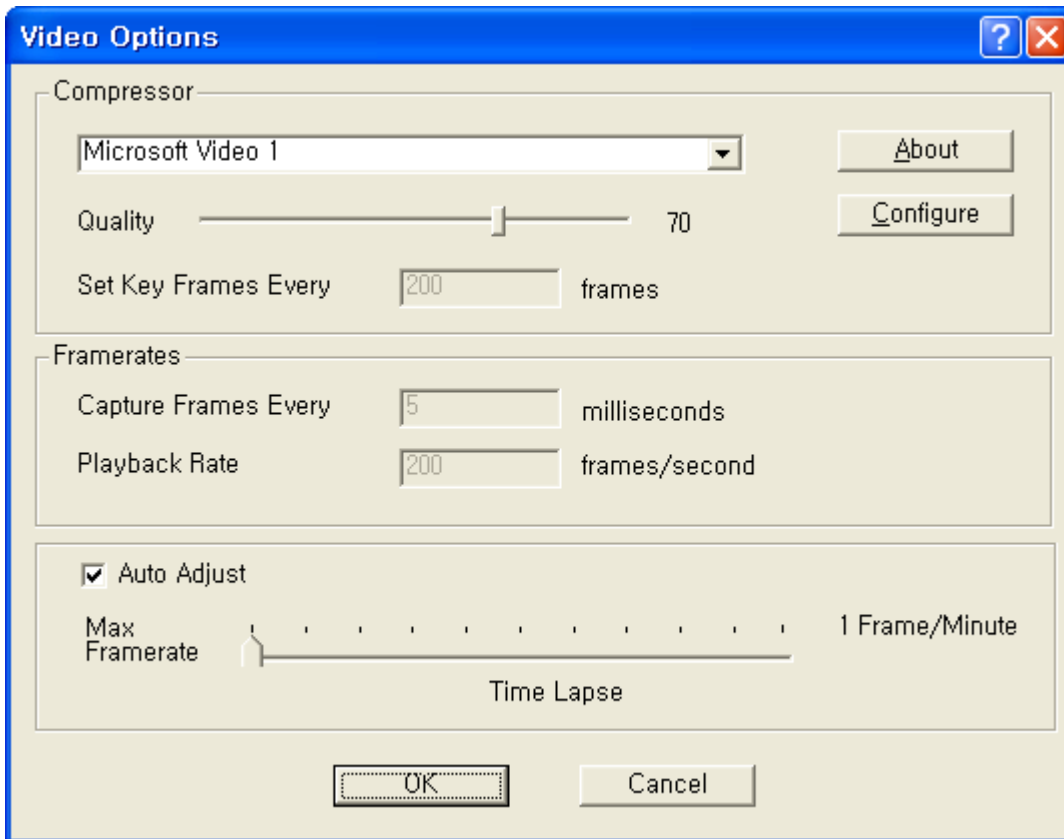 Video Options
Compressor
Microsoft Video 1
About
Quality
70
Configure
Set Key Frames Every 200 frames
Framerates
Capture Frames Every 5 milliseconds
Playback Rate 200 frames/second
Auto Adjust
Max
Framerate
1 Frame/Minute
Time Lapse
OK
Cancel